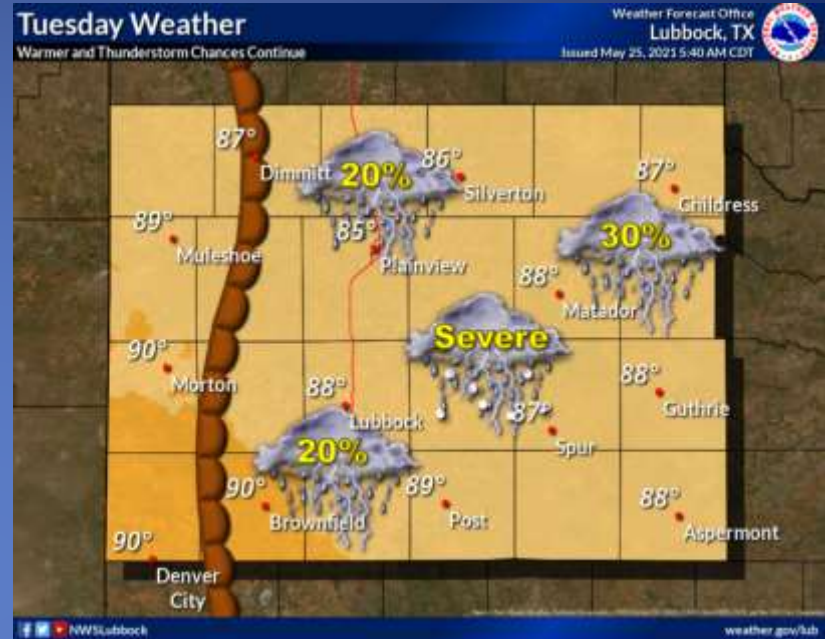 Tuesday Weather
Warmer and Thunderstorm Chances Continue
Weather Forecast Office
Lubbock, TX
Issued May 25, 2021 5:40 AM CDT
87°
Dimmitt
20%
86°
Silverton
87°
Childress
89°
Muleshoe
85°
Plainview
30%
88°
Matador
90°
Morton
Severe
88°
Lubbock
88°
Guthrie
87°
Spur
20%
90°
Brownfield
89°
Post
88°
Aspermont
90°
Denver
City
NWSLubbock
weather.gov/lub